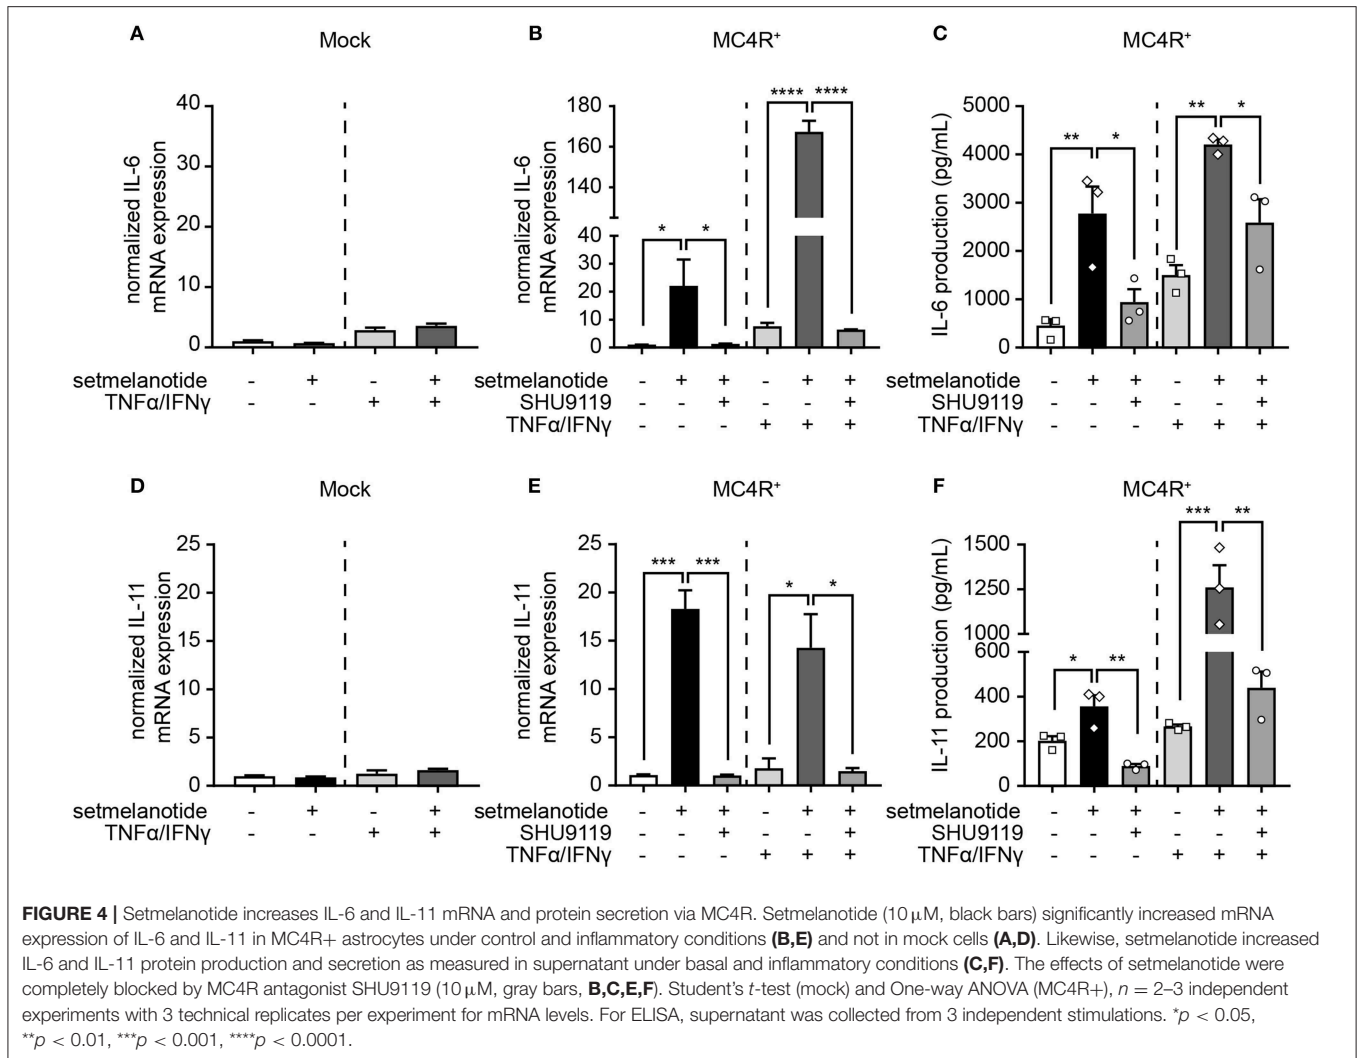 A
Mock
normalized IL-6
mRNA expression
40
30
20
10
0
setmelanotide - + - +
TNFα/IFNγ - - + +
B
MC4R⁺
normalized IL-6
mRNA expression
180
160
140
40
30
20
10
0
* * **** ****
setmelanotide - + + - + +
SHU9119 - - + - - +
TNFα/IFNγ - - - + + +
C
MC4R⁺
IL-6 production (pg/mL)
5000
4000
3000
2000
1000
0
** * ** *
setmelanotide - + + - + +
SHU9119 - - + - - +
TNFα/IFNγ - - - + + +
D
Mock
normalized IL-11
mRNA expression
25
20
15
10
5
0
setmelanotide - + - +
TNFα/IFNγ - - + +
E
MC4R⁺
normalized IL-11
mRNA expression
25
20
15
10
5
0
*** *** * *
setmelanotide - + + - + +
SHU9119 - - + - - +
TNFα/IFNγ - - - + + +
F
MC4R⁺
IL-11 production (pg/mL)
1500
1250
1000
600
400
200
0
* ** *** **
setmelanotide - + + - + +
SHU9119 - - + - - +
TNFα/IFNγ - - - + + +
FIGURE 4 | Setmelanotide increases IL-6 and IL-11 mRNA and protein secretion via MC4R. Setmelanotide (10 μM, black bars) significantly increased mRNA
expression of IL-6 and IL-11 in MC4R+ astrocytes under control and inflammatory conditions (B,E) and not in mock cells (A,D). Likewise, setmelanotide increased
IL-6 and IL-11 protein production and secretion as measured in supernatant under basal and inflammatory conditions (C,F). The effects of setmelanotide were
completely blocked by MC4R antagonist SHU9119 (10 μM, gray bars, B,C,E,F). Student's t-test (mock) and One-way ANOVA (MC4R+), n = 2–3 independent
experiments with 3 technical replicates per experiment for mRNA levels. For ELISA, supernatant was collected from 3 independent stimulations. *p < 0.05,
**p < 0.01, ***p < 0.001, ****p < 0.0001.